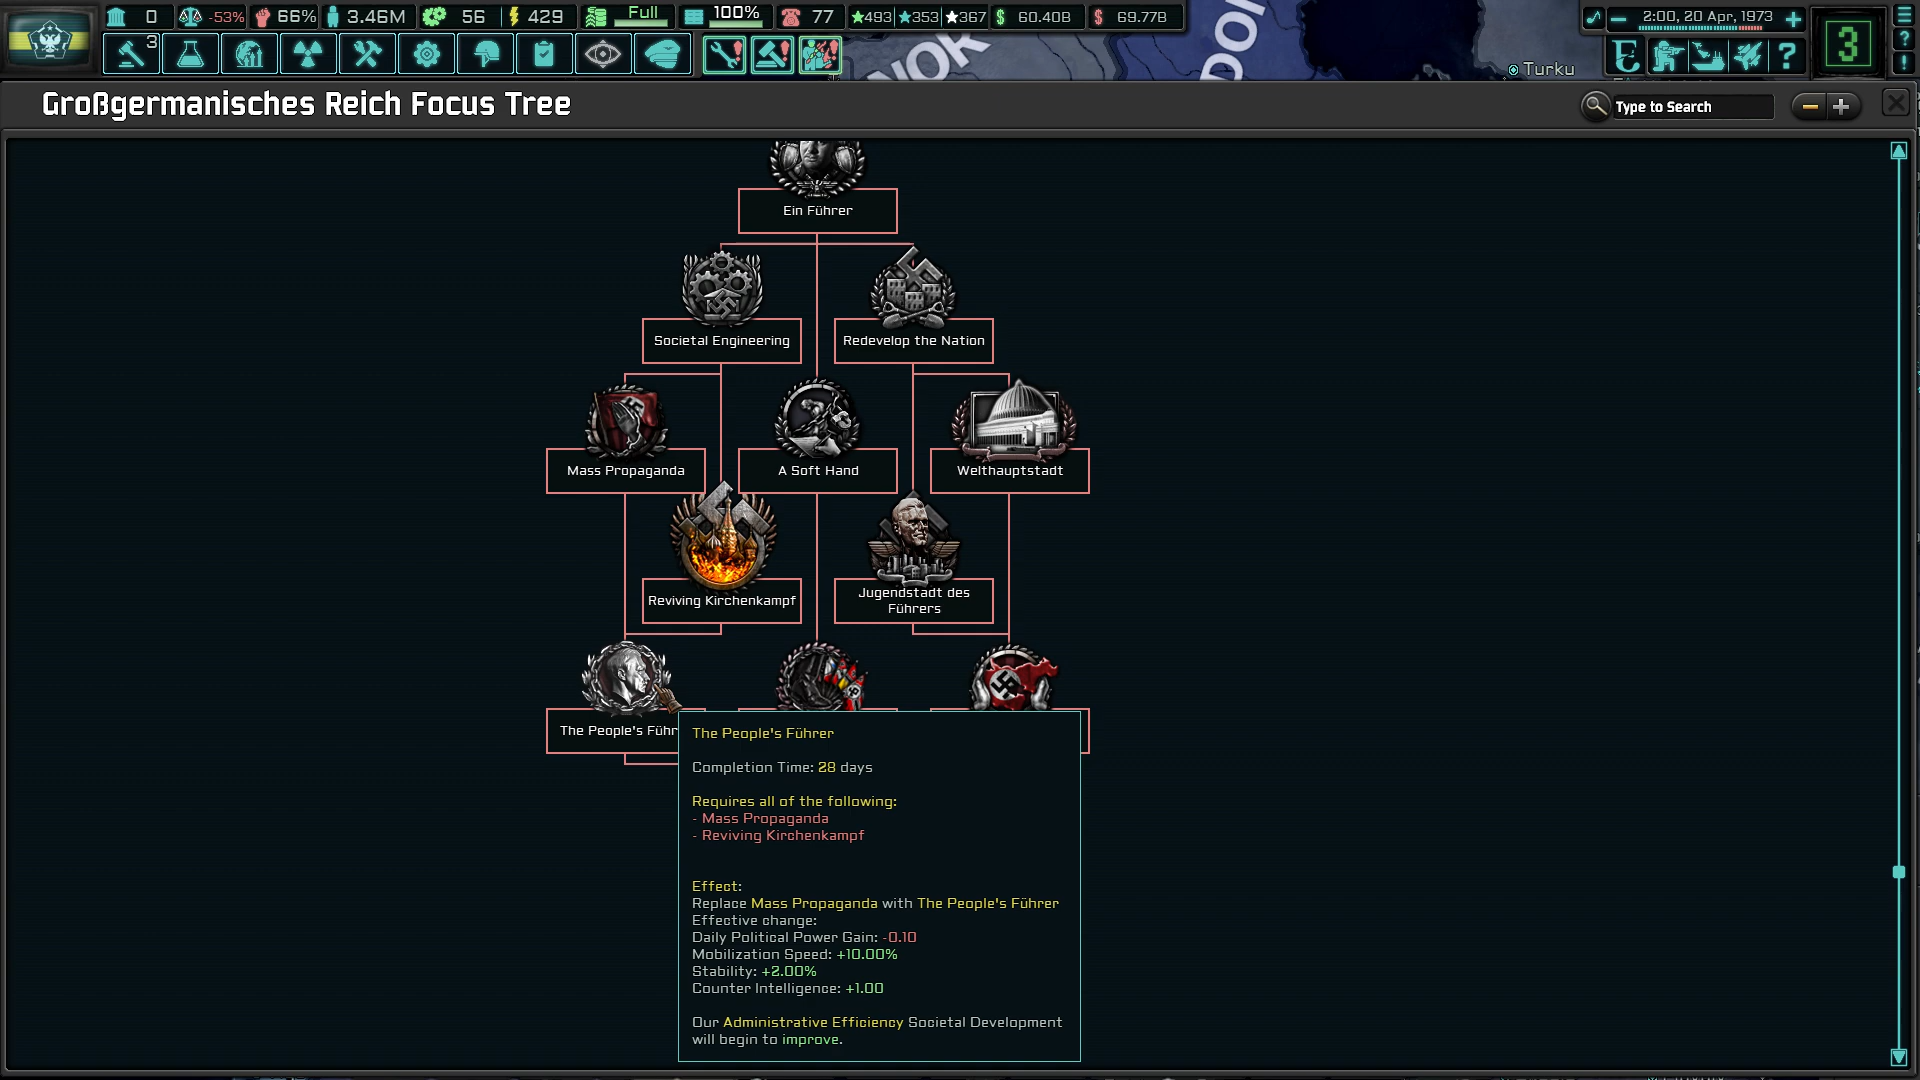 0 -53% 66% 3.46M 56 429 Full 100% 77 493 353 367 60.40B 69.77B 2:00, 20 Apr, 1973
3
3
NOR
DOI
Turku
Großgermanisches Reich Focus Tree
Type to Search
Ein Führer
Societal Engineering
Redevelop the Nation
Mass Propaganda
A Soft Hand
Welthauptstadt
Reviving Kirchenkampf
Jugendstadt des
Führers
The People's Führ
The People's Führer
Completion Time: 28 days
Requires all of the following:
- Mass Propaganda
- Reviving Kirchenkampf
Effect:
Replace Mass Propaganda with The People's Führer
Effective change:
Daily Political Power Gain: -0.10
Mobilization Speed: +10.00%
Stability: +2.00%
Counter Intelligence: +1.00
Our Administrative Efficiency Societal Development
will begin to improve.